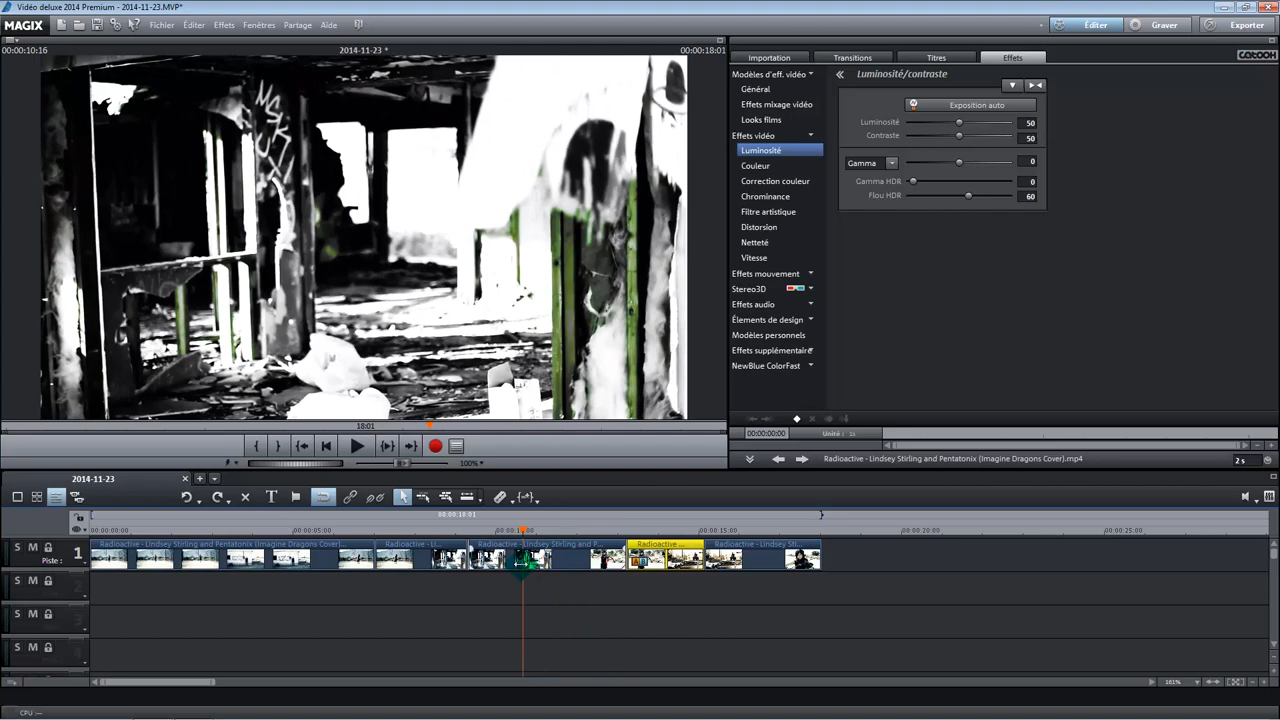 Vidéo deluxe 2014 Premium - 2014-11-23.MVP*
MAGIX
Fichier Éditer Effets Fenêtres Partage Aide
Éditer Graver Exporter
00:00:10:16 2014-11-23 * 00:00:18:01
18:01
100%
Importation Transitions Titres Effets
Modèles d'eff. vidéo
Général
Effets mixage vidéo
Looks films
Effets vidéo
Luminosité
Couleur
Correction couleur
Chrominance
Filtre artistique
Distorsion
Netteté
Vitesse
Effets mouvement
Stereo3D
Effets audio
Élements de design
Modèles personnels
Effets supplémentaire
NewBlue ColorFast
Luminosité/contraste
Exposition auto
Luminosité 50
Contraste 50
Gamma 0
Gamma HDR 0
Flou HDR 60
00:00:00:00 Unité : 1s
Radioactive - Lindsey Stirling and Pentatonix (Imagine Dragons Cover).mp4 2 s
2014-11-23
00:00:18:01
00:00:00:00 00:00:05:00 00:00:15:00 00:00:20:00 00:00:25:00
S M 1
Piste :
Radioactive - Lindsey Stirling and Pentatonix (Imagine Dragons Cover)... Radioactive - Li... Radioactive - Lindsey Stirling and P... Radioactive ... Radioactive - Lindsey Sti...
S M 2
S M 3
S M 4
161%
CPU : --